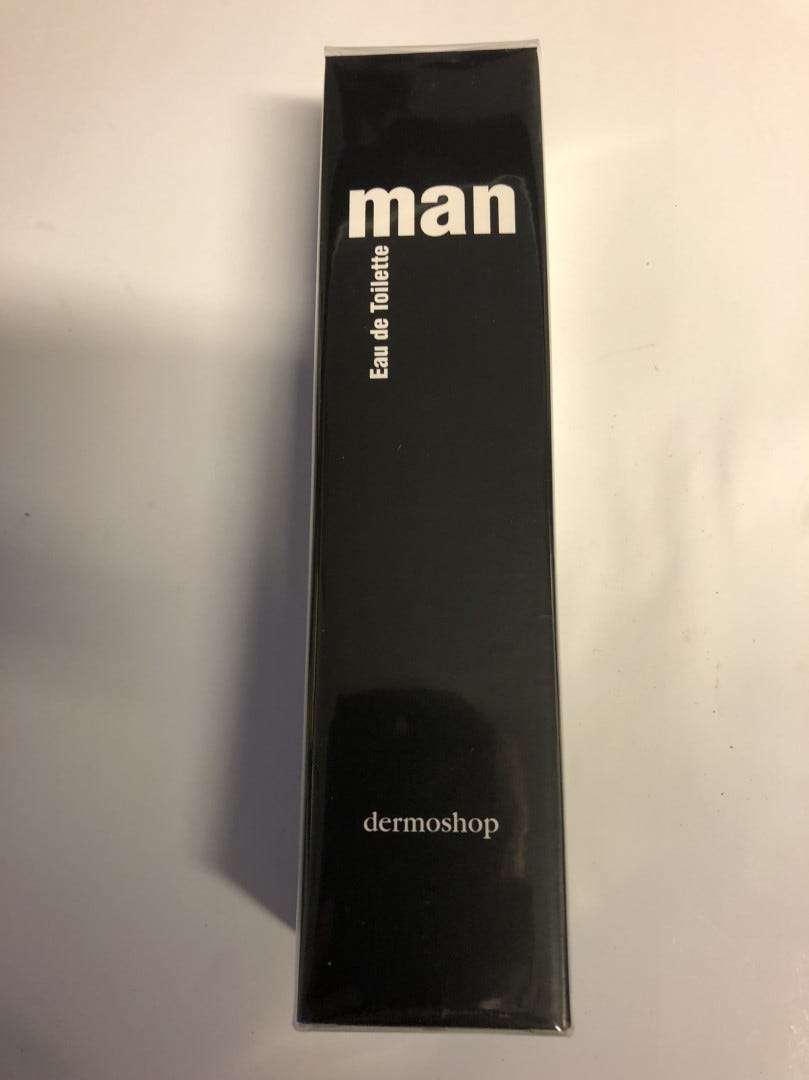 man
Eau de Toilette
dermoshop